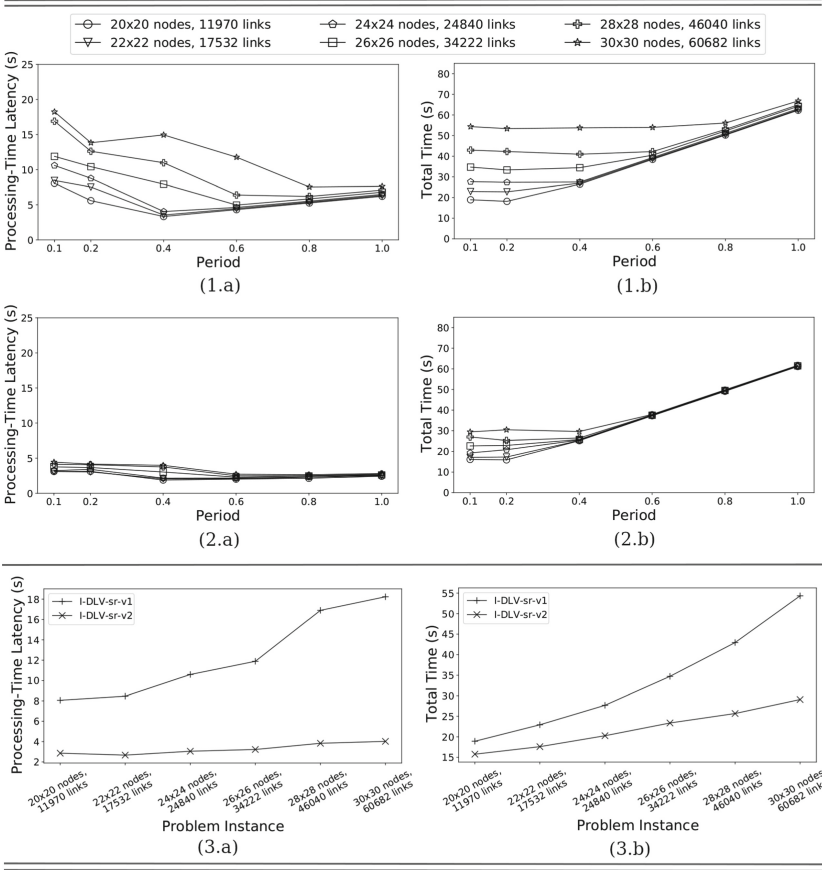 20x20 nodes, 11970 links
24x24 nodes, 24840 links
28x28 nodes, 46040 links
22x22 nodes, 17532 links
26x26 nodes, 34222 links
30x30 nodes, 60682 links
Processing-Time Latency (s)
25
20
15
10
5
0
0.1 0.2 0.4 0.6 0.8 1.0
Period
(1.a)
Total Time (s)
80
70
60
50
40
30
20
10
0
0.1 0.2 0.4 0.6 0.8 1.0
Period
(1.b)
Processing-Time Latency (s)
25
20
15
10
5
0
0.1 0.2 0.4 0.6 0.8 1.0
Period
(2.a)
Total Time (s)
80
70
60
50
40
30
20
10
0
0.1 0.2 0.4 0.6 0.8 1.0
Period
(2.b)
Processing-Time Latency (s)
18
16
14
12
10
8
6
4
2
I-DLV-sr-v1
I-DLV-sr-v2
20x20 nodes,
11970 links
22x22 nodes,
17532 links
24x24 nodes,
24840 links
26x26 nodes,
34222 links
28x28 nodes,
46040 links
30x30 nodes,
60682 links
Problem Instance
(3.a)
Total Time (s)
55
50
45
40
35
30
25
20
15
I-DLV-sr-v1
I-DLV-sr-v2
20x20 nodes,
11970 links
22x22 nodes,
17532 links
24x24 nodes,
24840 links
26x26 nodes,
34222 links
28x28 nodes,
46040 links
30x30 nodes,
60682 links
Problem Instance
(3.b)